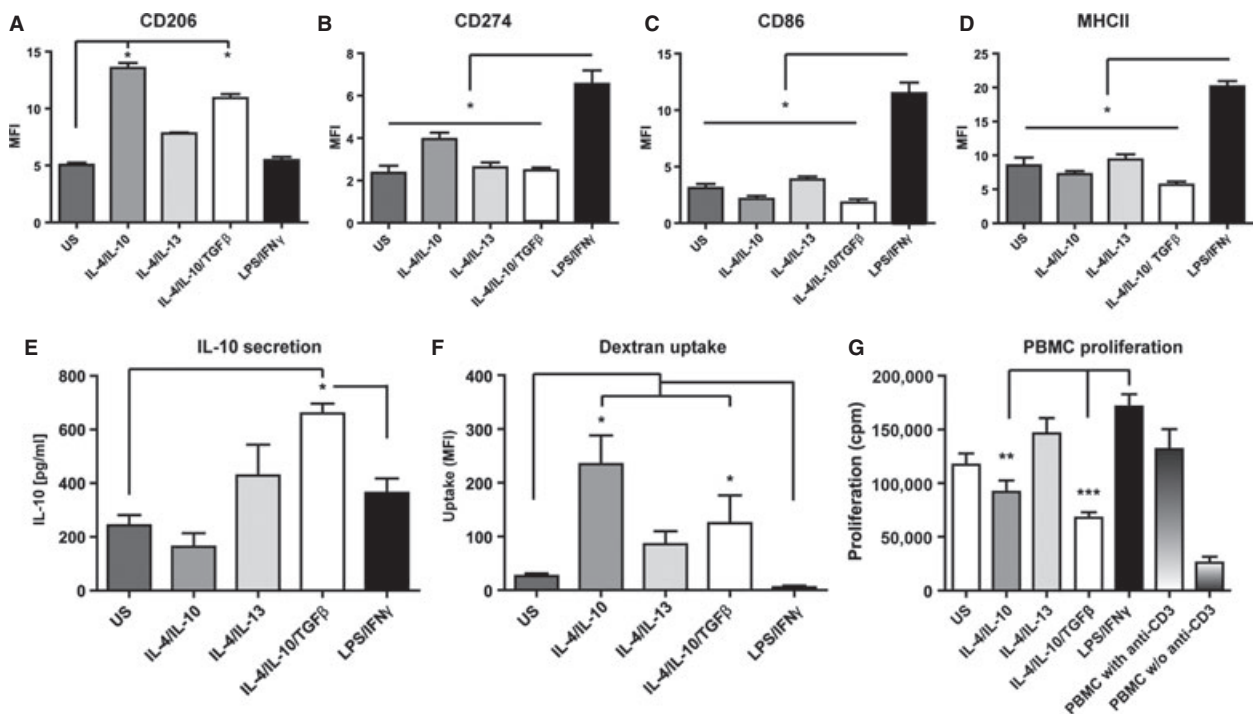 A
CD206
MFI
15
10
5
0
*
*
US
IL-4/IL-10
IL-4/IL-13
IL-4/IL-10/TGFβ
LPS/IFNγ
B
CD274
MFI
8
6
4
2
0
*
US
IL-4/IL-10
IL-4/IL-13
IL-4/IL-10/TGFβ
LPS/IFNγ
C
CD86
MFI
15
10
5
0
*
US
IL-4/IL-10
IL-4/IL-13
IL-4/IL-10/TGFβ
LPS/IFNγ
D
MHCII
MFI
25
20
15
10
5
0
*
US
IL-4/IL-10
IL-4/IL-13
IL-4/IL-10/ TGFβ
LPS/IFNγ
E
IL-10 secretion
IL-10 [pg/ml]
800
600
400
200
0
*
US
IL-4/IL-10
IL-4/IL-13
IL-4/IL-10/TGFβ
LPS/IFNγ
F
Dextran uptake
Uptake (MFI)
400
300
200
100
0
*
*
US
IL-4/IL-10
IL-4/IL-13
IL-4/IL-10/TGFβ
LPS/IFNγ
G
PBMC proliferation
Proliferation (cpm)
200,000
150,000
100,000
50,000
0
**
***
US
IL-4/IL-10
IL-4/IL-13
IL-4/IL-10/TGFβ
LPS/IFNγ
PBMC with anti-CD3
PBMC w/o anti-CD3